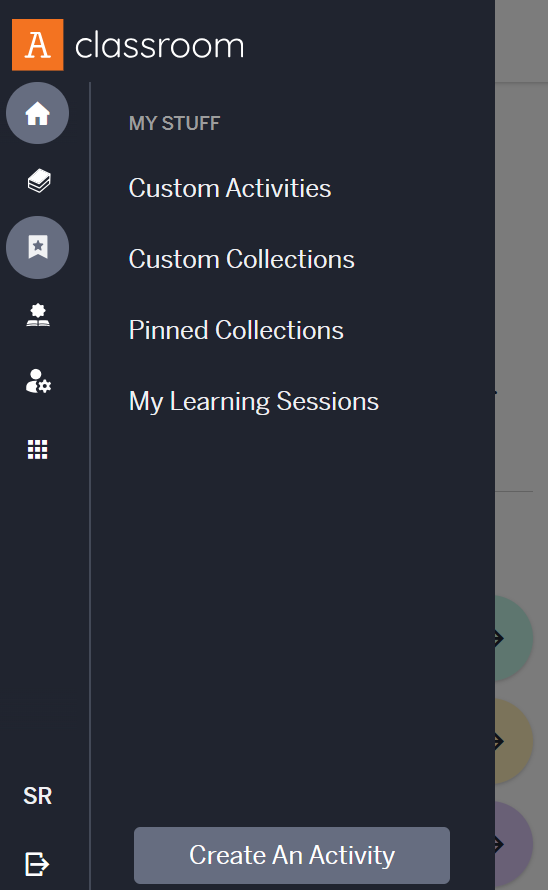 A classroom
MY STUFF
Custom Activities
Custom Collections
Pinned Collections
My Learning Sessions
SR
Create An Activity